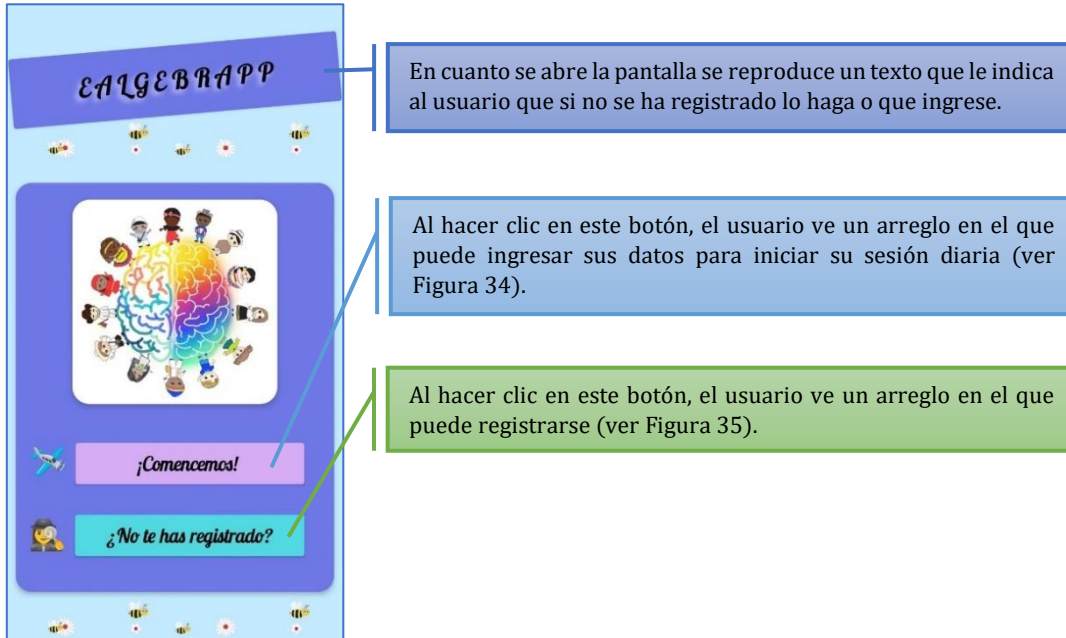 EALGEBRAPP
En cuanto se abre la pantalla se reproduce un texto que le indica
al usuario que si no se ha registrado lo haga o que ingrese.
Al hacer clic en este botón, el usuario ve un arreglo en el que
puede ingresar sus datos para iniciar su sesión diaria (ver
Figura 34).
Al hacer clic en este botón, el usuario ve un arreglo en el que
puede registrarse (ver Figura 35).
¡Comencemos!
¿No te has registrado?